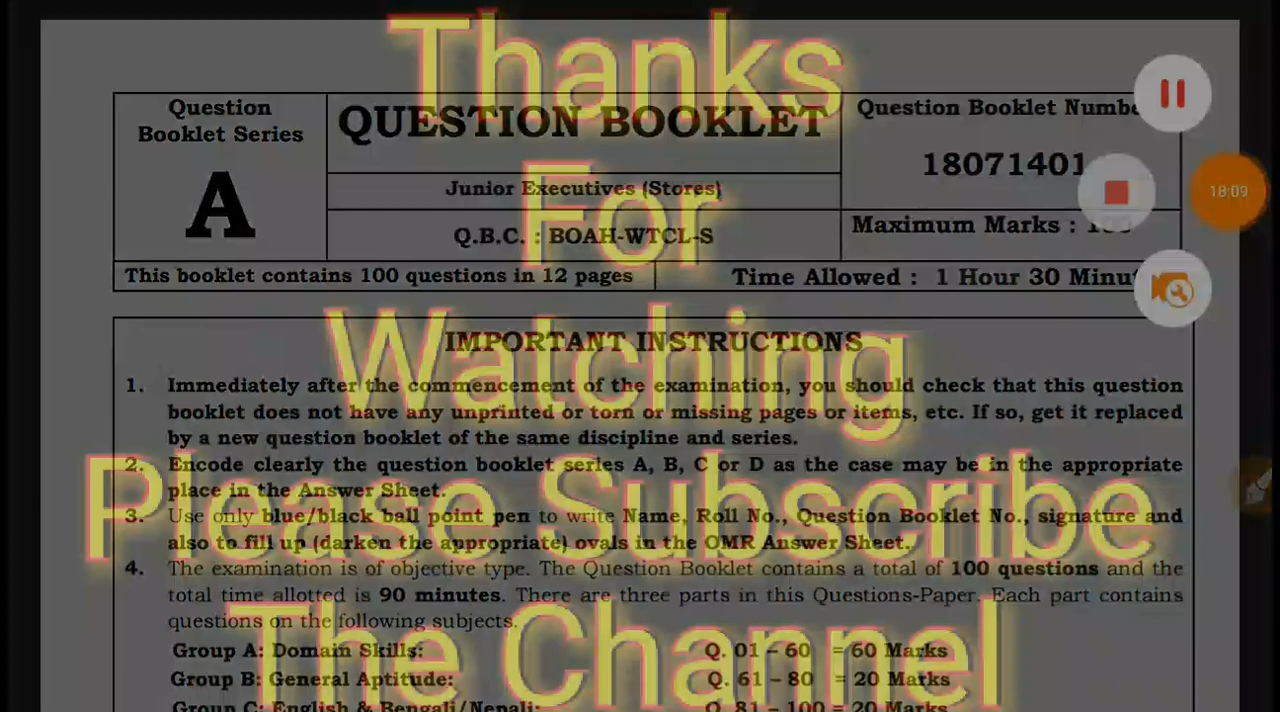 Thanks
For
Watching
Please Subscribe
The Channel
Question
Booklet Series
A
QUESTION BOOKLET
Junior Executives (Stores)
Q.B.C. : BOAH-WTCL-S
Question Booklet Numbe
18071401
Maximum Marks :
This booklet contains 100 questions in 12 pages
Time Allowed : 1 Hour 30 Minut
18:09
IMPORTANT INSTRUCTIONS
1. Immediately after the commencement of the examination, you should check that this question
booklet does not have any unprinted or torn or missing pages or items, etc. If so, get it replaced
by a new question booklet of the same discipline and series.
2. Encode clearly the question booklet series A, B, C or D as the case may be in the appropriate
place in the Answer Sheet.
3. Use only blue/black ball point pen to write Name, Roll No., Question Booklet No., signature and
also to fill up (darken the appropriate) ovals in the OMR Answer Sheet.
4. The examination is of objective type. The Question Booklet contains a total of 100 questions and the
total time allotted is 90 minutes. There are three parts in this Questions-Paper. Each part contains
questions on the following subjects.
Group A: Domain Skills: Q. 01 – 60 = 60 Marks
Group B: General Aptitude: Q. 61 – 80 = 20 Marks
Group C: English & Bengali/Nepali: Q. 81 – 100 = 20 Marks